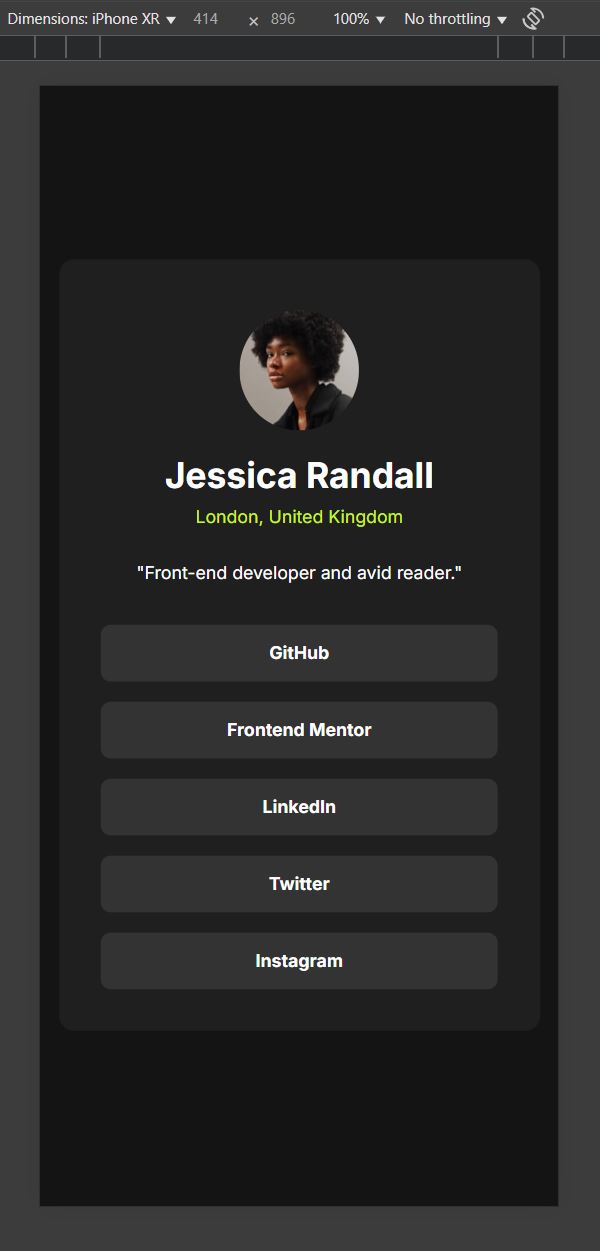 Dimensions: iPhone XR 414 × 896 100% No throttling
Jessica Randall
London, United Kingdom
"Front-end developer and avid reader."
GitHub
Frontend Mentor
LinkedIn
Twitter
Instagram